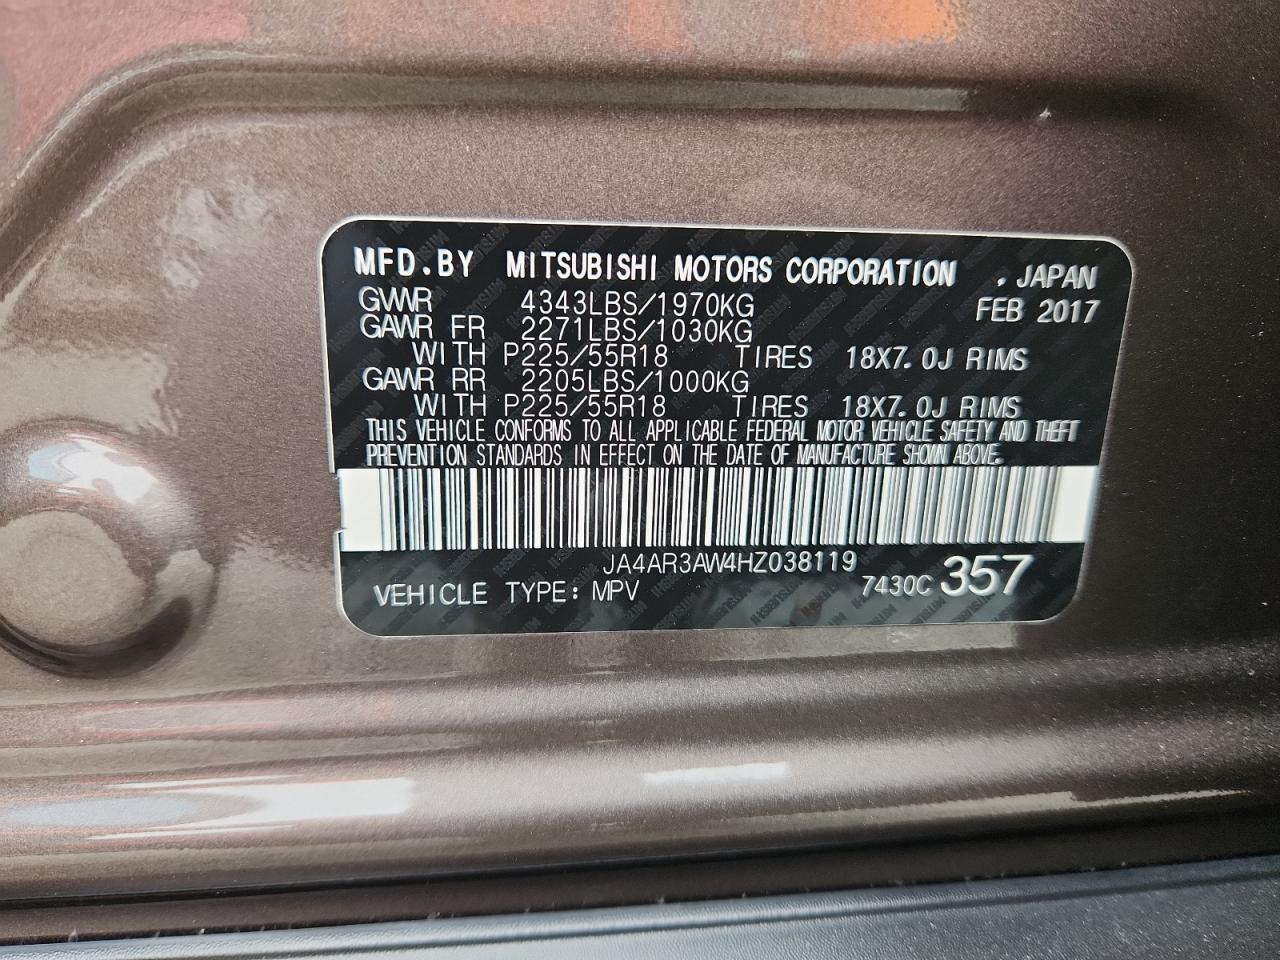 MFD.BY MITSUBISHI MOTORS CORPORATION , JAPAN
GVWR 4343LBS/1970KG FEB 2017
GAWR FR 2271LBS/1030KG
WITH P225/55R18 TIRES 18X7.0J RIMS
GAWR RR 2205LBS/1000KG
WITH P225/55R18 TIRES 18X7.0J RIMS
THIS VEHICLE CONFORMS TO ALL APPLICABLE FEDERAL MOTOR VEHICLE SAFETY AND THEFT
PREVENTION STANDARDS IN EFFECT ON THE DATE OF MANUFACTURE SHOWN ABOVE.
JA4AR3AW4HZ038119
VEHICLE TYPE: MPV 7430C 357